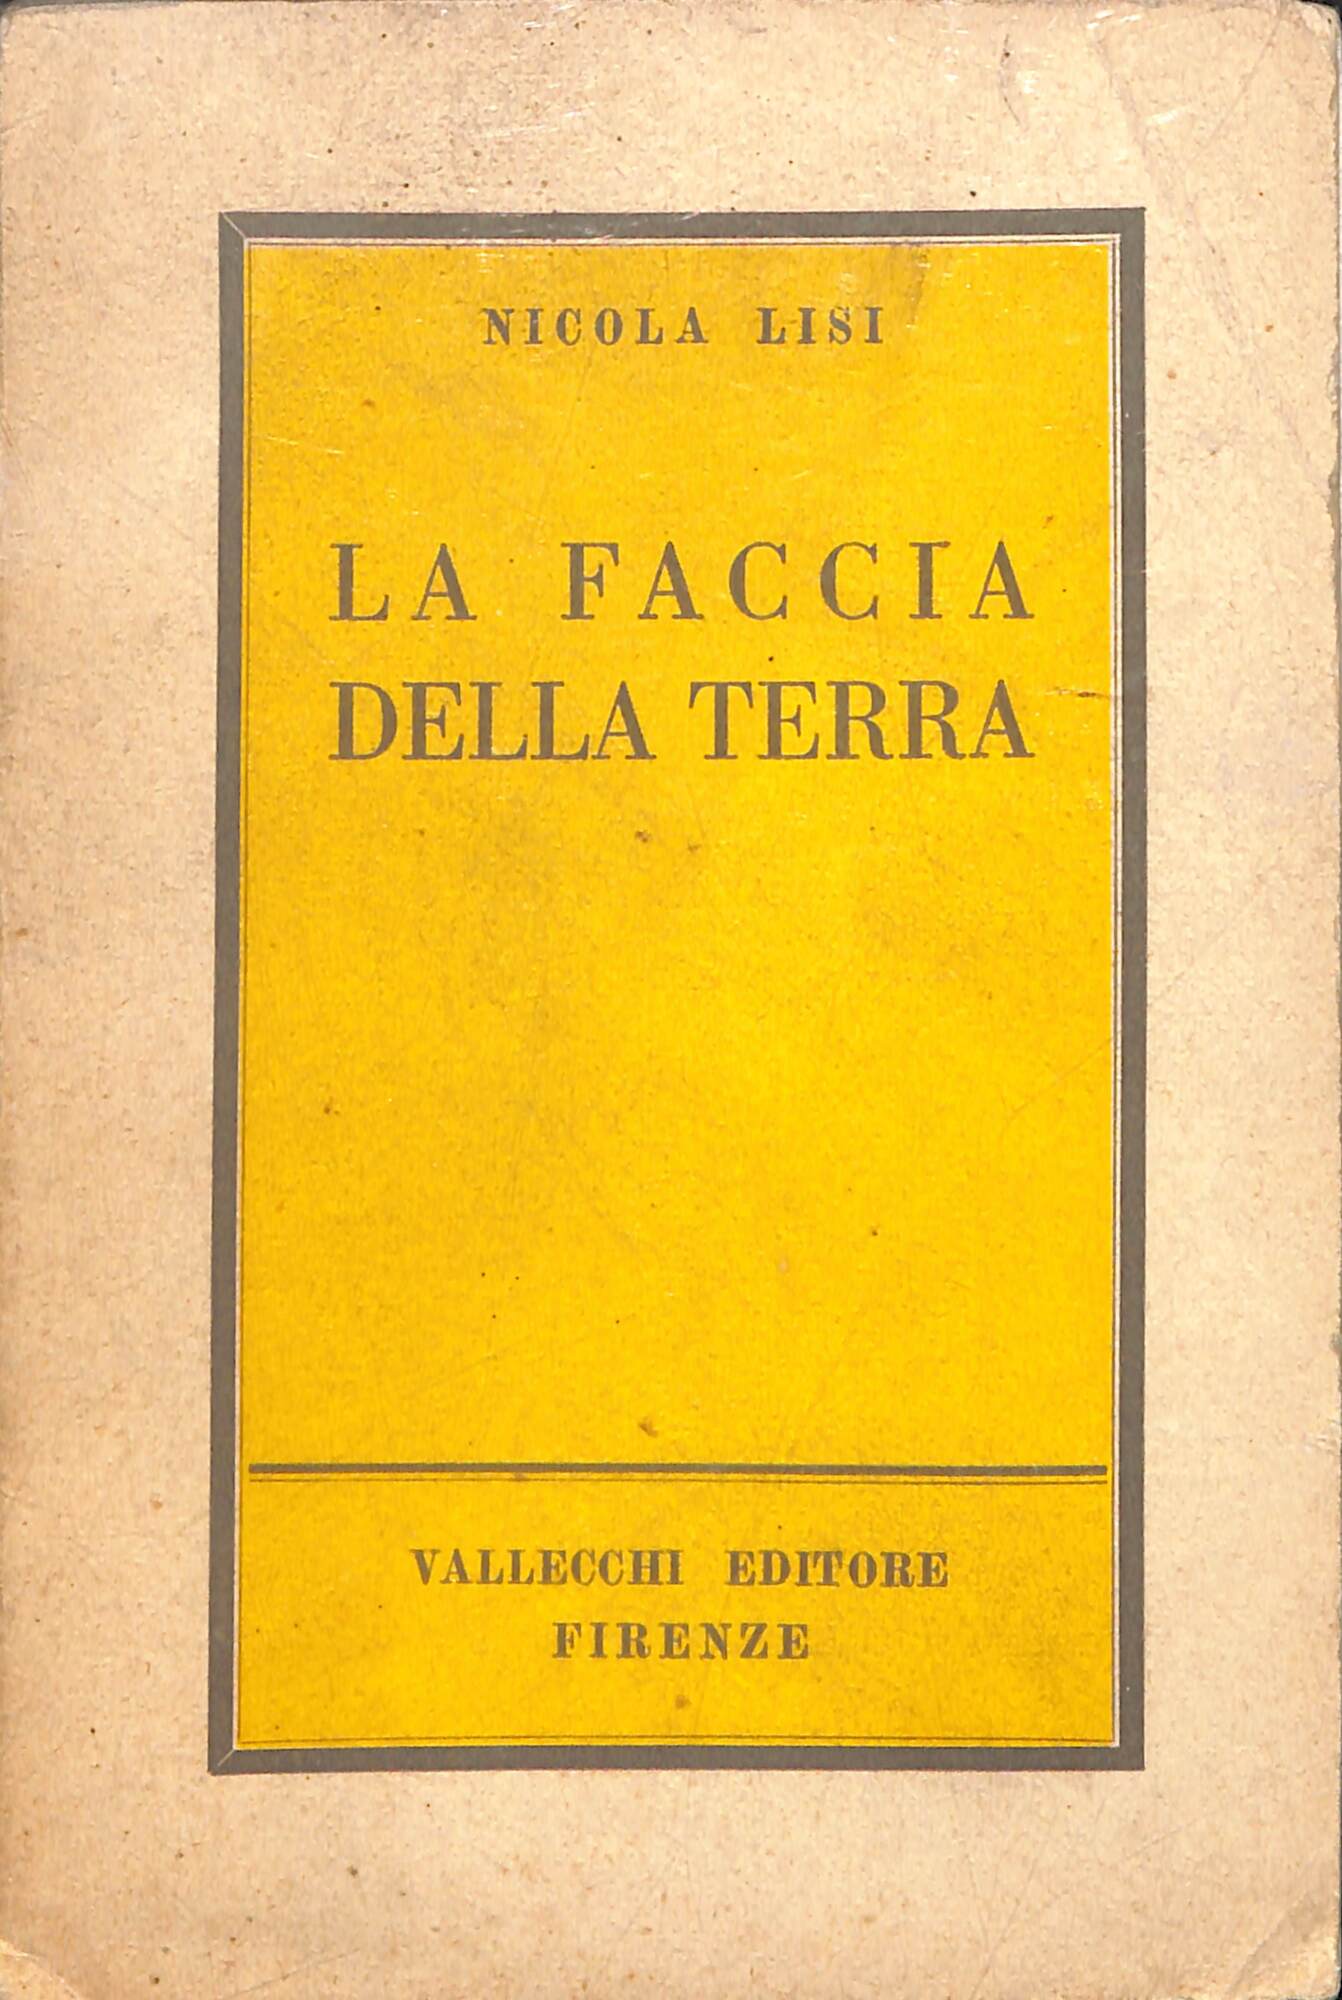 NICOLA LISI
LA FACCIA
DELLA TERRA
VALLECCHI EDITORE
FIRENZE